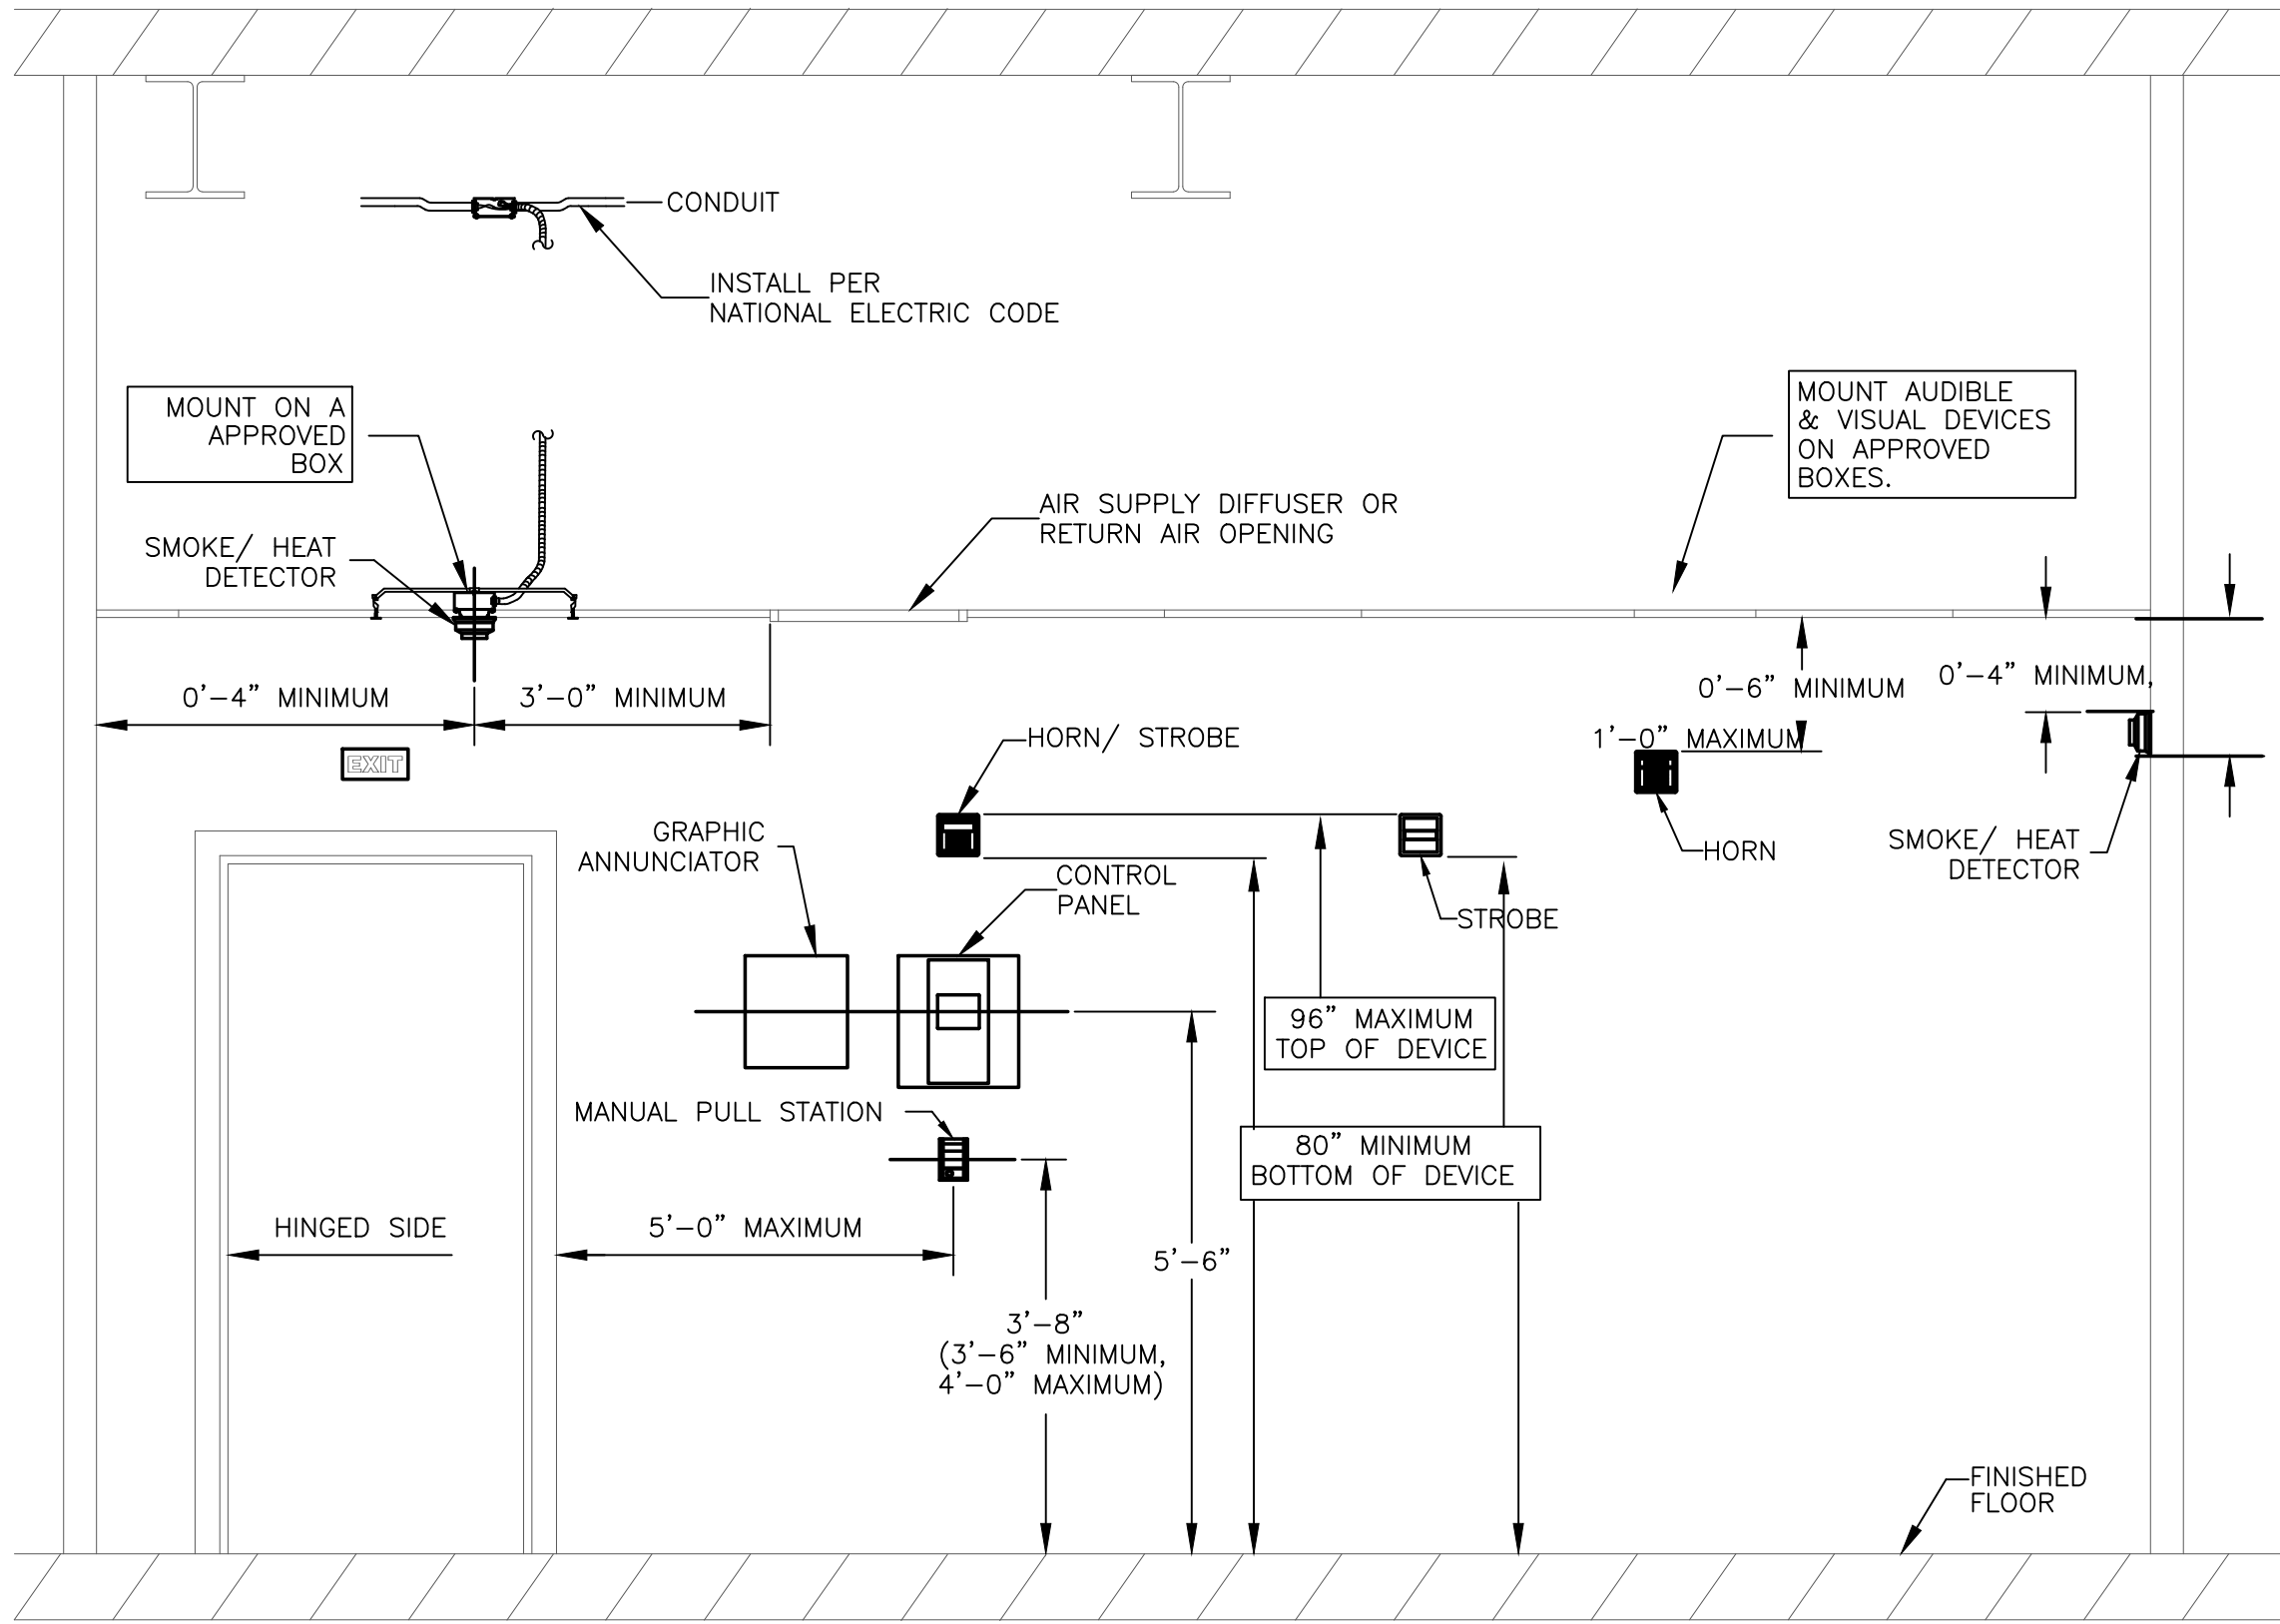 CONDUIT
INSTALL PER
NATIONAL ELECTRIC CODE
MOUNT ON A
APPROVED
BOX
MOUNT AUDIBLE
& VISUAL DEVICES
ON APPROVED
BOXES.
AIR SUPPLY DIFFUSER OR
RETURN AIR OPENING
SMOKE/ HEAT
DETECTOR
0'-4" MINIMUM
3'-0" MINIMUM
0'-6" MINIMUM
1'-0" MAXIMUM
0'-4" MINIMUM,
EXIT
HORN/ STROBE
GRAPHIC
ANNUNCIATOR
CONTROL
PANEL
STROBE
HORN
SMOKE/ HEAT
DETECTOR
96" MAXIMUM
TOP OF DEVICE
MANUAL PULL STATION
80" MINIMUM
BOTTOM OF DEVICE
HINGED SIDE
5'-0" MAXIMUM
5'-6"
3'-8"
(3'-6" MINIMUM,
4'-0" MAXIMUM)
FINISHED
FLOOR